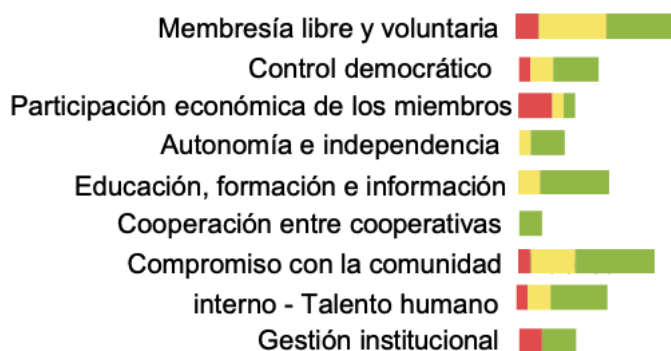 Membresía libre y voluntaria
Control democrático
Participación económica de los miembros
Autonomía e independencia
Educación, formación e información
Cooperación entre cooperativas
Compromiso con la comunidad
interno - Talento humano
Gestión institucional